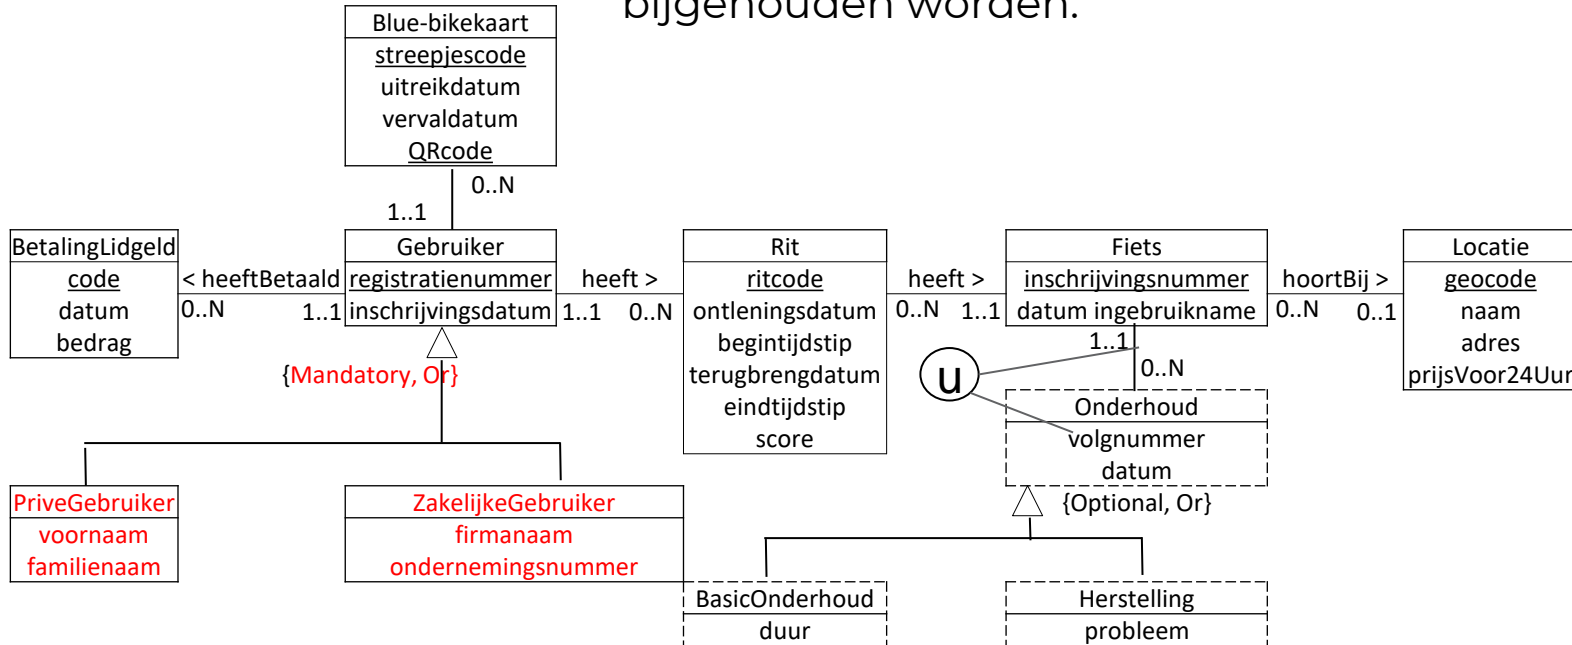 bijgehouden worden.
Blue-bikekaart
streepjescode
uitreikdatum
vervaldatum
QRcode
0..N
1..1
BetalingLidgeld
code
datum
bedrag
< heeftBetaald
0..N
1..1
Gebruiker
registratienummer
inschrijvingsdatum
heeft >
1..1
0..N
Rit
ritcode
ontleningsdatum
begintijdstip
terugbrengdatum
eindtijdstip
score
heeft >
0..N
1..1
Fiets
inschrijvingsnummer
datum ingebruikname
hoortBij >
0..N
0..1
Locatie
geocode
naam
adres
prijsVoor24Uur
{Mandatory, Or}
1..1
0..N
u
Onderhoud
volgnummer
datum
{Optional, Or}
PriveGebruiker
voornaam
familienaam
ZakelijkeGebruiker
firmanaam
ondernemingsnummer
BasicOnderhoud
duur
Herstelling
probleem